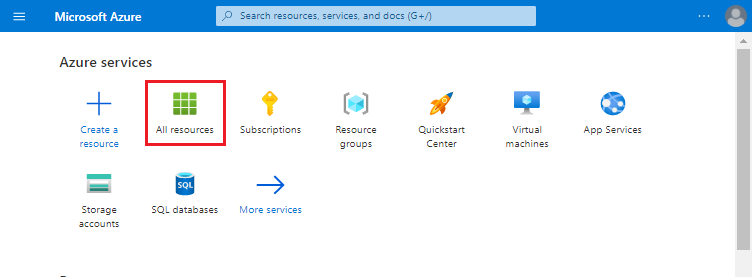 Microsoft Azure
Search resources, services, and docs (G+/)
...
Azure services
Create a
resource
All resources
Subscriptions
Resource
groups
Quickstart
Center
Virtual
machines
App Services
Storage
accounts
SQL
SQL databases
More services